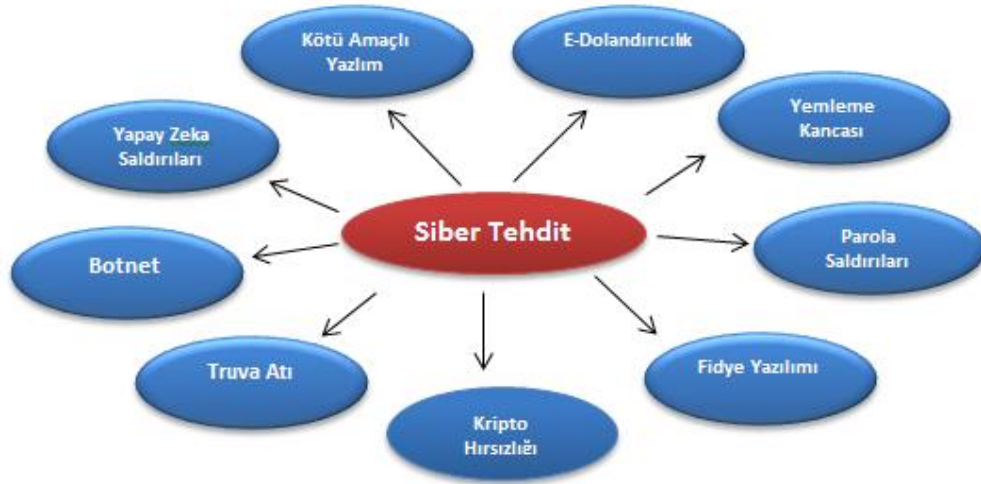 Kötü Amaçlı
Yazlım
E-Dolandırıcılık
Yapay Zeka
Saldırıları
Yemleme
Kancası
Siber Tehdit
Botnet
Parola
Saldırıları
Truva Atı
Fidye Yazılımı
Kripto
Hırsızlığı